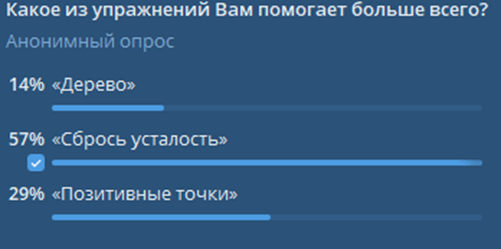 Какое из упражнений Вам помогает больше всего?
Анонимный опрос
14% «Дерево»
57% «Сбрось усталость»
29% «Позитивные точки»